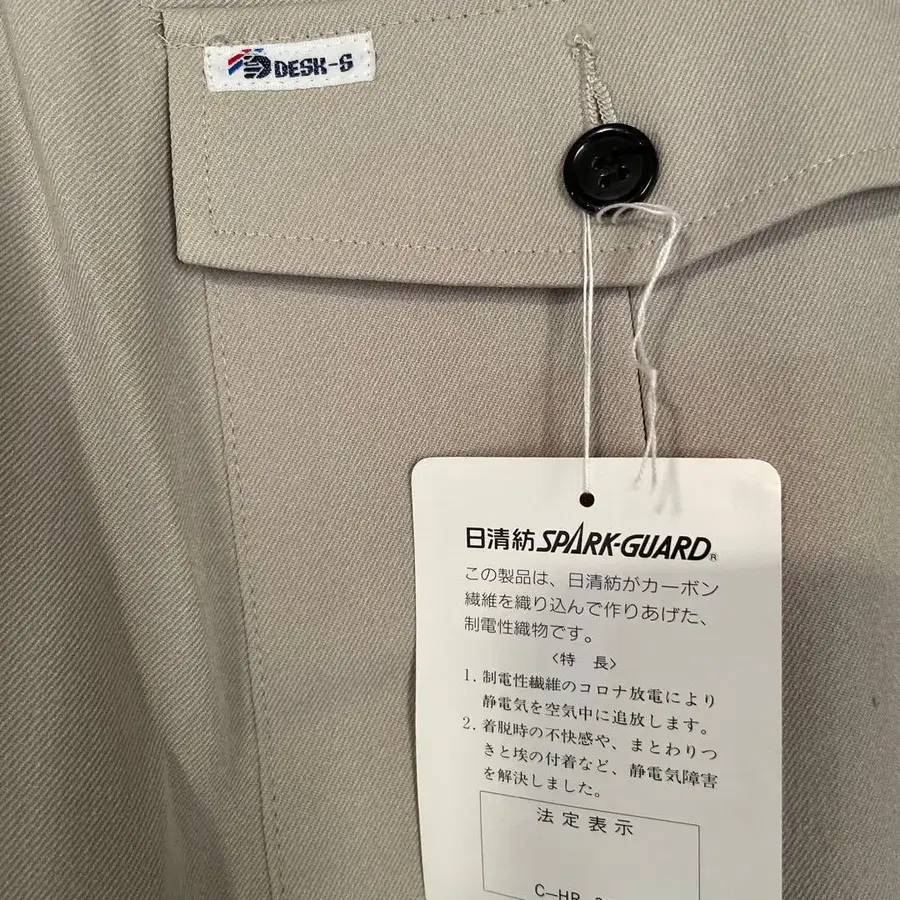 DESK-S
日清紡SPARK-GUARD®
この製品は、日清紡がカーボン
繊維を織り込んで作りあげた、
制電性織物です。
〈特 長〉
1. 制電性繊維のコロナ放電により
静電気を空気中に追放します。
2. 着脱時の不快感や、まとわりつ
きと埃の付着など、静電気障害
を解決しました。
法定表示
C-HR